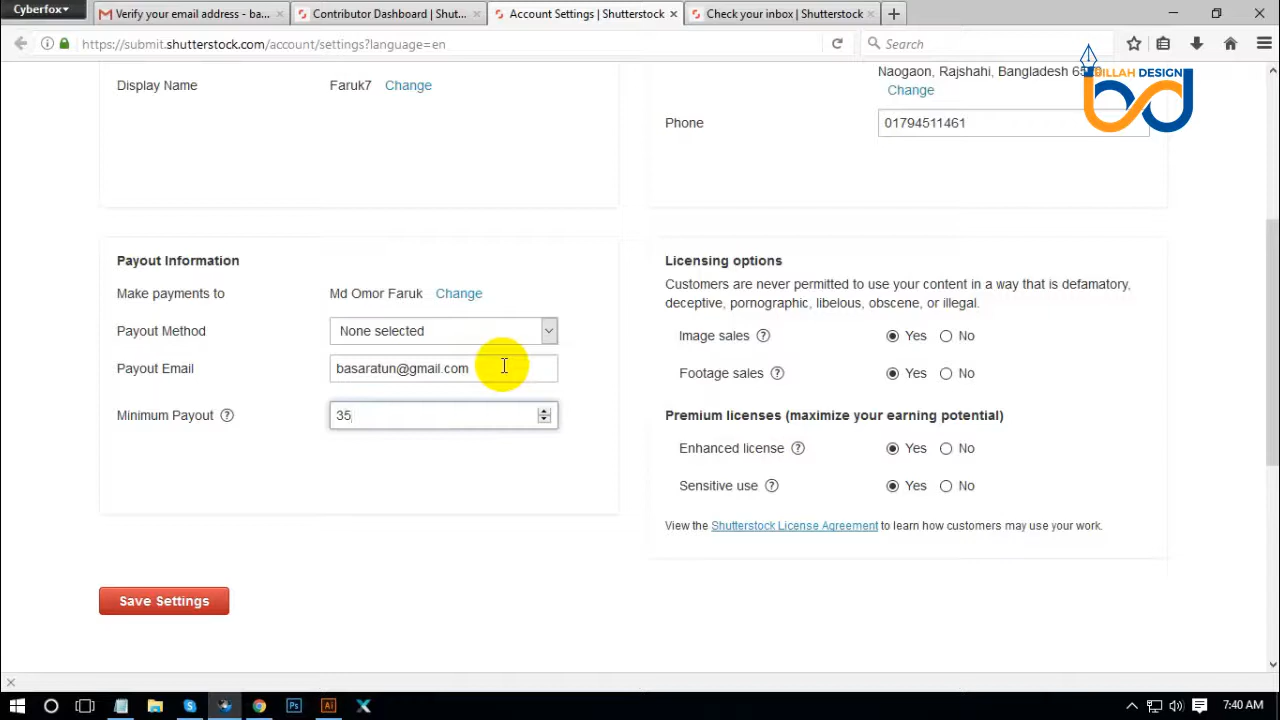 Cyberfox
Verify your email address - ba...
Contributor Dashboard | Shut...
Account Settings | Shutterstock
Check your inbox | Shutterstock
https://submit.shutterstock.com/account/settings?language=en
Search
BILLAH DESIGN
bd
Display Name
Faruk7
Change
Naogaon, Rajshahi, Bangladesh
Change
Phone
01794511461
Payout Information
Make payments to
Md Omor Faruk
Change
Payout Method
None selected
Payout Email
basaratun@gmail.com
Minimum Payout ?
35
Licensing options
Customers are never permitted to use your content in a way that is defamatory,
deceptive, pornographic, libelous, obscene, or illegal.
Image sales ?
Yes
No
Footage sales ?
Yes
No
Premium licenses (maximize your earning potential)
Enhanced license ?
Yes
No
Sensitive use ?
Yes
No
View the Shutterstock License Agreement to learn how customers may use your work.
Save Settings
Ps
Ai
7:40 AM